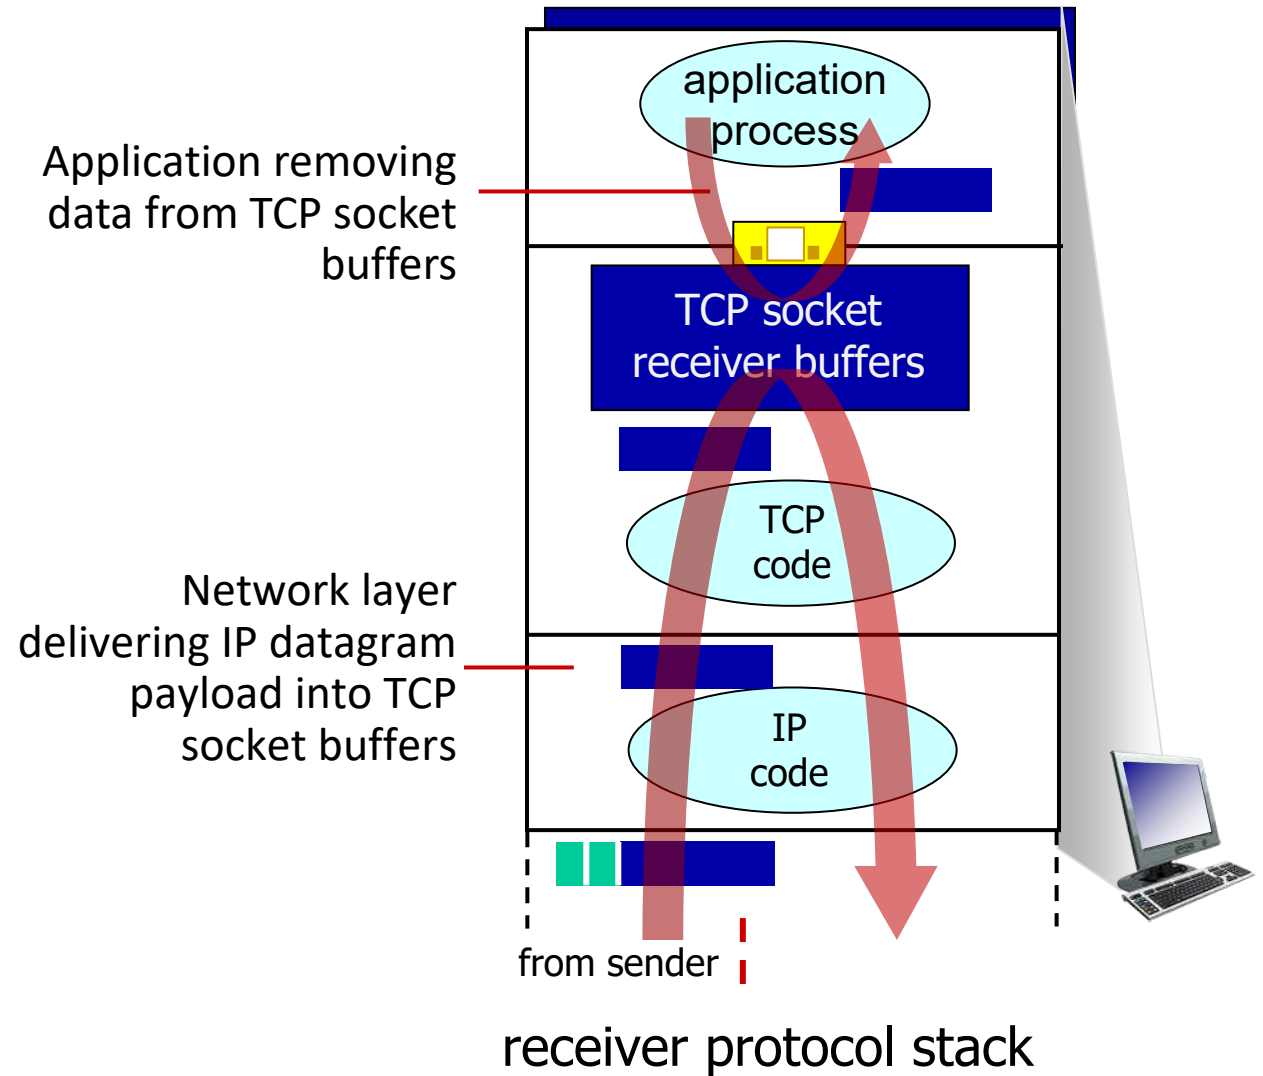 application
process
Application removing
data from TCP socket
buffers
TCP socket
receiver buffers
TCP
code
Network layer
delivering IP datagram
payload into TCP
socket buffers
IP
code
from sender
receiver protocol stack